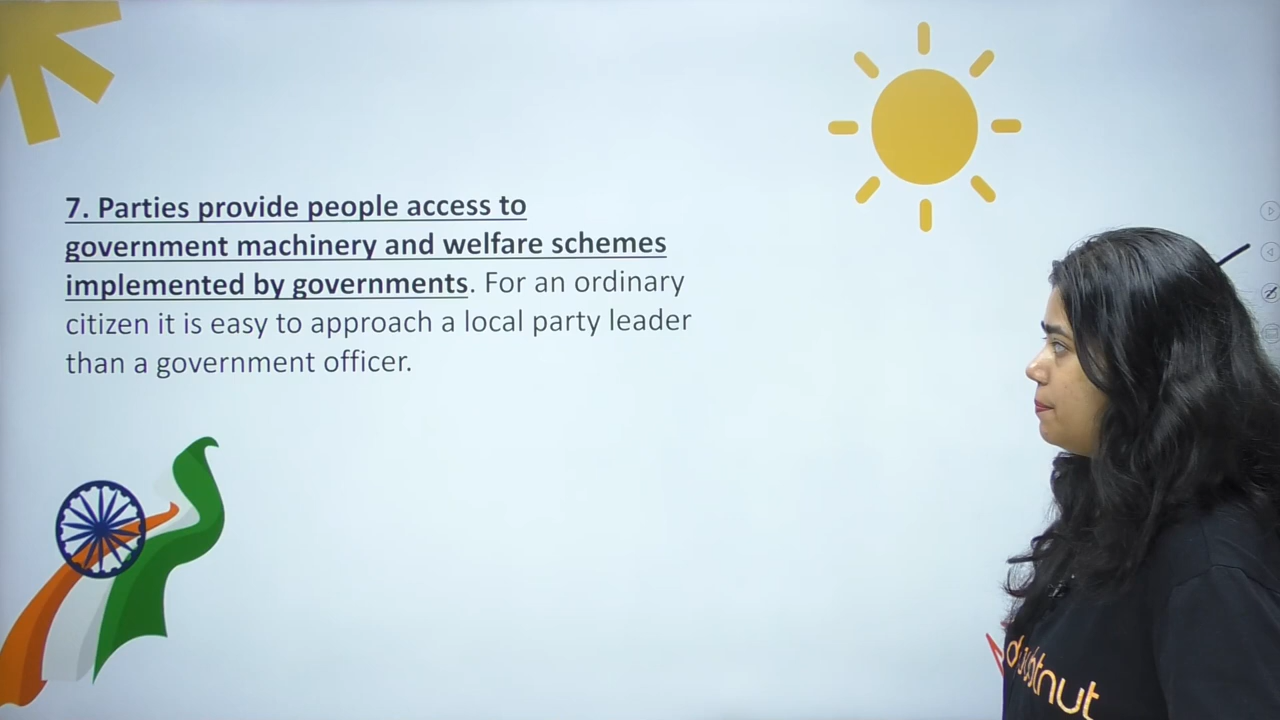 7. Parties provide people access to
government machinery and welfare schemes
implemented by governments. For an ordinary
citizen it is easy to approach a local party leader
than a government officer.
doubtnut